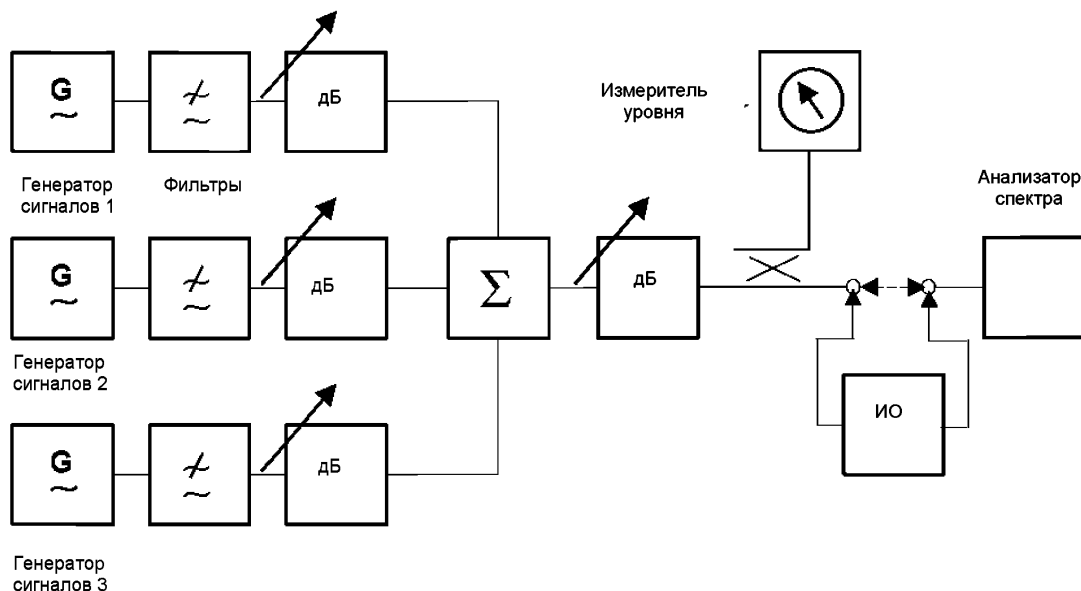 G
дБ
Измеритель
уровня
Генератор
сигналов 1
Фильтры
Анализатор
спектра
G
дБ
Σ
дБ
Генератор
сигналов 2
ИО
G
дБ
Генератор
сигналов 3